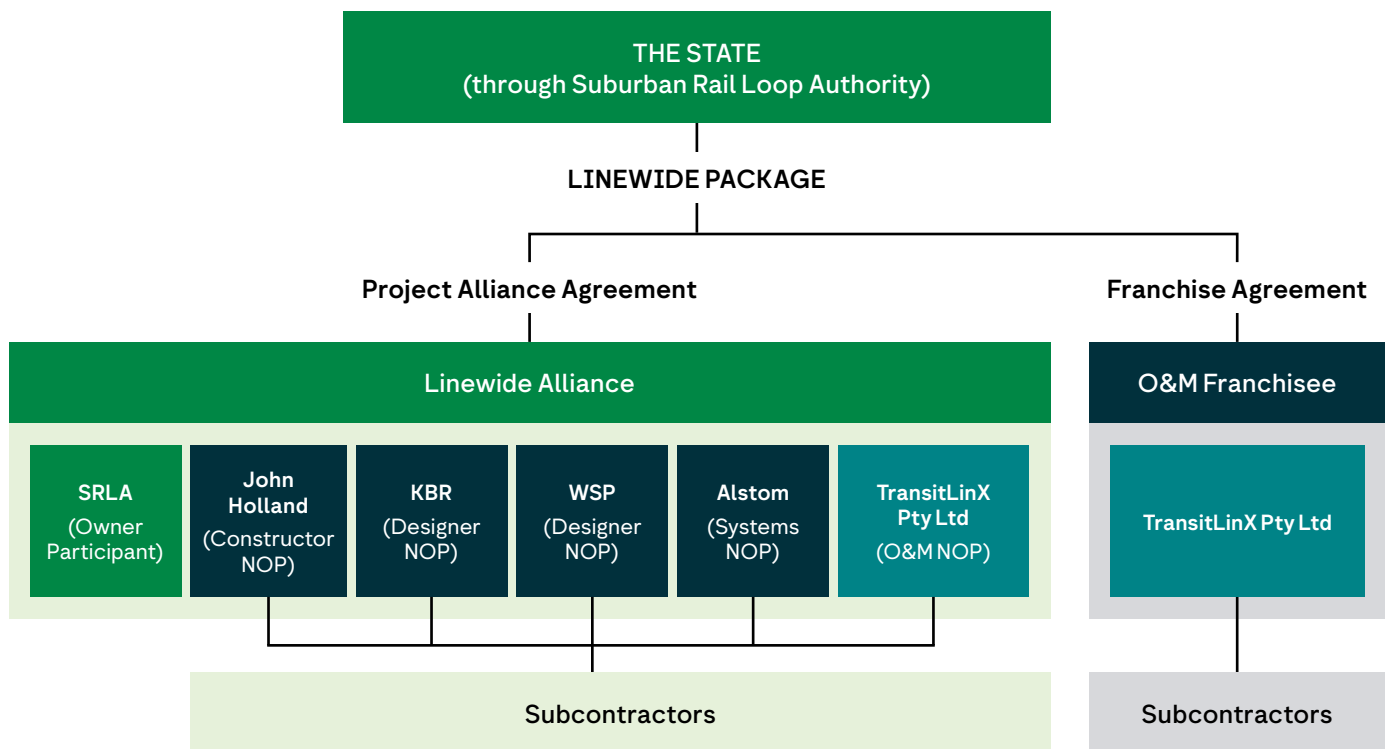 THE STATE
(through Suburban Rail Loop Authority)
LINEWIDE PACKAGE
Project Alliance Agreement
Franchise Agreement
Linewide Alliance
O&M Franchisee
SRLA
(Owner
Participant)
John
Holland
(Constructor
NOP)
KBR
(Designer
NOP)
WSP
(Designer
NOP)
Alstom
(Systems
NOP)
TransitLinX
Pty Ltd
(O&M NOP)
TransitLinX Pty Ltd
Subcontractors
Subcontractors